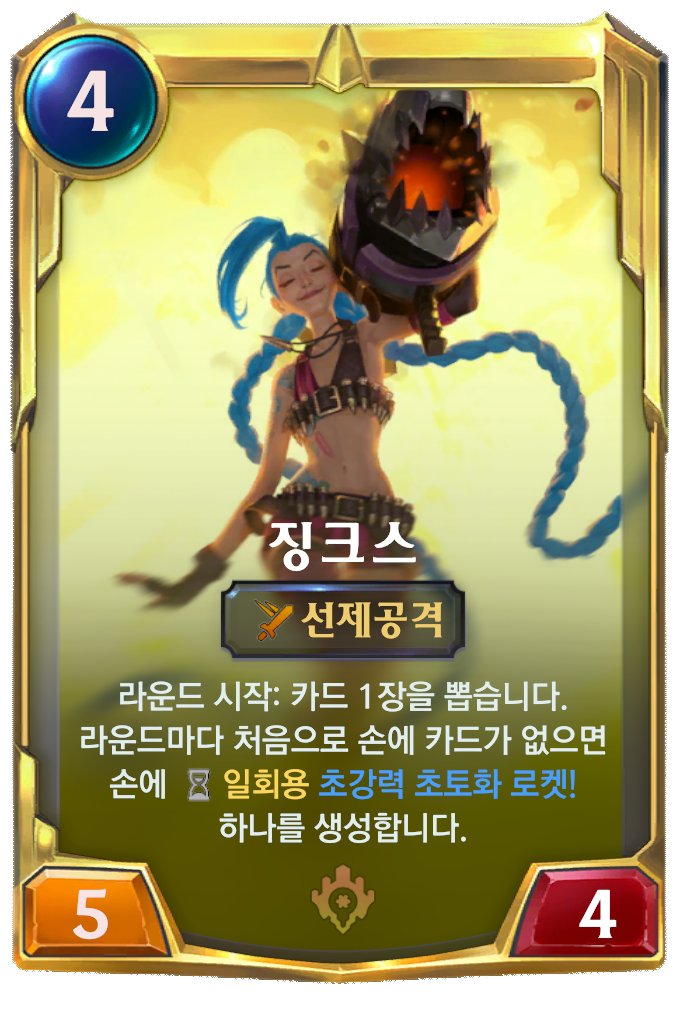 4
징크스
선제공격
라운드 시작: 카드 1장을 뽑습니다.
라운드마다 처음으로 손에 카드가 없으면
손에 일회용 초강력 초토화 로켓!
하나를 생성합니다.
5
4